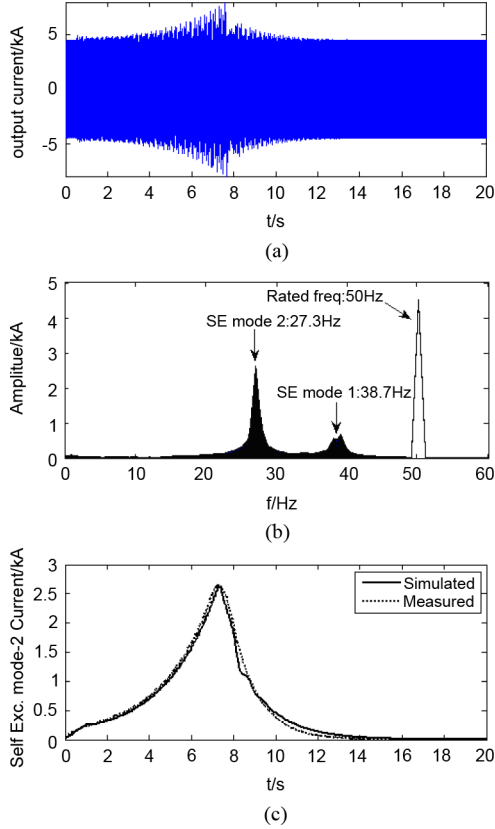 output current/kA
5
0
-5
0 2 4 6 8 10 12 14 16 18 20
t/s
(a)
Amplitue/kA
5
4
3
2
1
0
Rated freq:50Hz
SE mode 2:27.3Hz
SE mode 1:38.7Hz
0 10 20 30 40 50 60
f/Hz
(b)
Self Exc. mode-2 Current/kA
3
2.5
2
1.5
1
0.5
0
Simulated
Measured
0 2 4 6 8 10 12 14 16 18 20
t/s
(c)